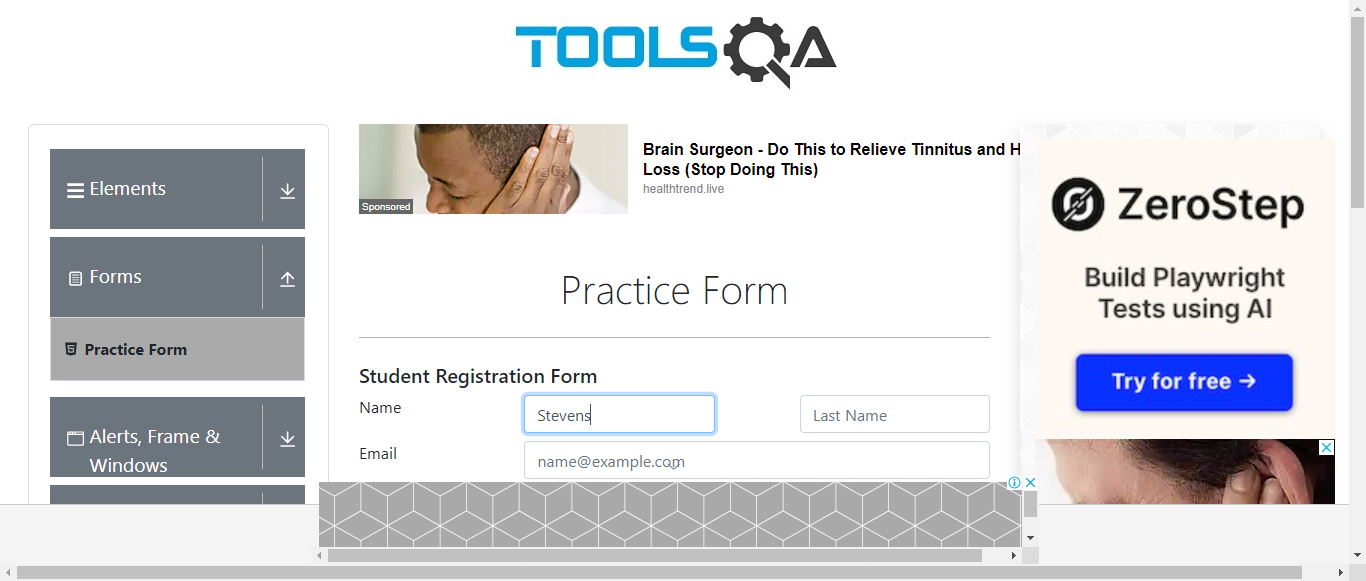 TOOLSQA
Elements
Forms
Practice Form
Alerts, Frame &
Windows
Sponsored
Brain Surgeon - Do This to Relieve Tinnitus and H
Loss (Stop Doing This)
healthtrend.live
Practice Form
Student Registration Form
Name
Stevens
Last Name
Email
name@example.com
ZeroStep
Build Playwright
Tests using AI
Try for free →